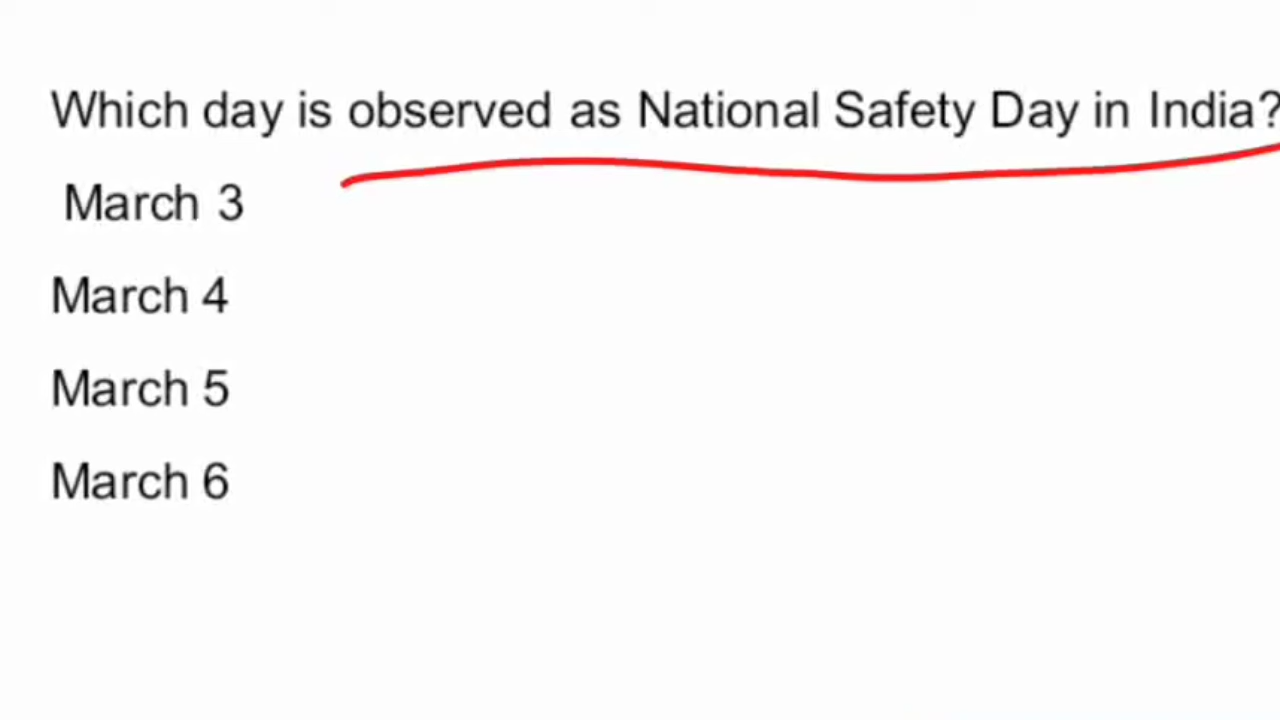 Which day is observed as National Safety Day in India?
March 3
March 4
March 5
March 6